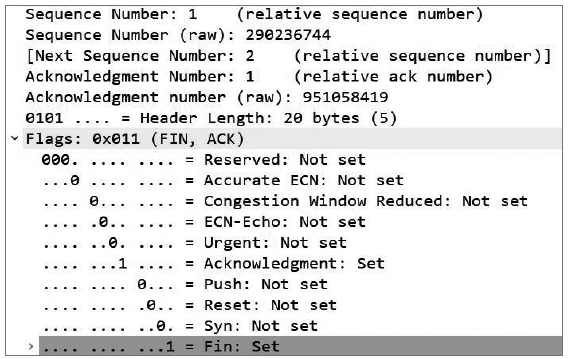 Sequence Number: 1    (relative sequence number)
Sequence Number (raw): 290236744
[Next Sequence Number: 2    (relative sequence number)]
Acknowledgment Number: 1    (relative ack number)
Acknowledgment number (raw): 951058419
0101 .... = Header Length: 20 bytes (5)
Flags: 0x011 (FIN, ACK)
000. .... .... = Reserved: Not set
...0 .... .... = Accurate ECN: Not set
.... 0... .... = Congestion Window Reduced: Not set
.... .0.. .... = ECN-Echo: Not set
.... ..0. .... = Urgent: Not set
.... ...1 .... = Acknowledgment: Set
.... .... 0... = Push: Not set
.... .... .0.. = Reset: Not set
.... .... ..0. = Syn: Not set
.... .... ...1 = Fin: Set